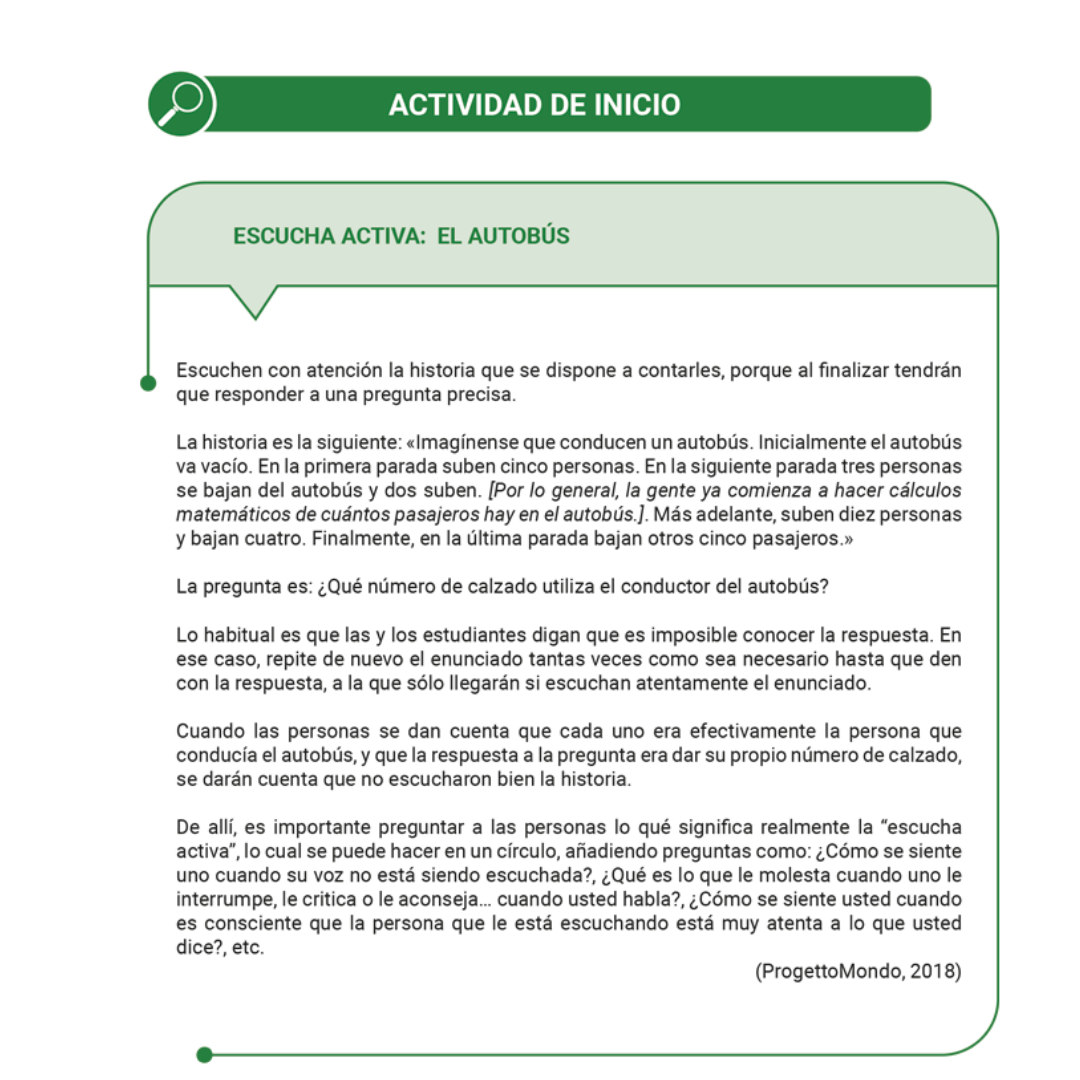 ACTIVIDAD DE INICIO
ESCUCHA ACTIVA: EL AUTOBÚS
Escuchen con atención la historia que se dispone a contarles, porque al finalizar tendrán
que responder a una pregunta precisa.
La historia es la siguiente: «Imagínense que conducen un autobús. Inicialmente el autobús
va vacío. En la primera parada suben cinco personas. En la siguiente parada tres personas
se bajan del autobús y dos suben. [Por lo general, la gente ya comienza a hacer cálculos
matemáticos de cuántos pasajeros hay en el autobús.]. Más adelante, suben diez personas
y bajan cuatro. Finalmente, en la última parada bajan otros cinco pasajeros.»
La pregunta es: ¿Qué número de calzado utiliza el conductor del autobús?
Lo habitual es que las y los estudiantes digan que es imposible conocer la respuesta. En
ese caso, repite de nuevo el enunciado tantas veces como sea necesario hasta que den
con la respuesta, a la que sólo llegarán si escuchan atentamente el enunciado.
Cuando las personas se dan cuenta que cada uno era efectivamente la persona que
conducía el autobús, y que la respuesta a la pregunta era dar su propio número de calzado,
se darán cuenta que no escucharon bien la historia.
De allí, es importante preguntar a las personas lo qué significa realmente la “escucha
activa”, lo cual se puede hacer en un círculo, añadiendo preguntas como: ¿Cómo se siente
uno cuando su voz no está siendo escuchada?, ¿Qué es lo que le molesta cuando uno le
interrumpe, le critica o le aconseja... cuando usted habla?, ¿Cómo se siente usted cuando
es consciente que la persona que le está escuchando está muy atenta a lo que usted
dice?, etc.
(ProgettoMondo, 2018)